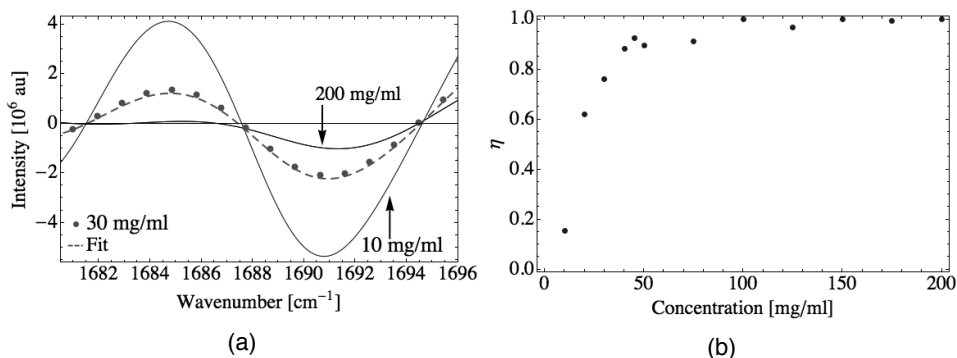 4
2
0
−2
−4
Intensity [10⁶ au]
200 mg/ml
10 mg/ml
30 mg/ml
Fit
1682 1684 1686 1688 1690 1692 1694 1696
Wavenumber [cm⁻¹]
(a)
1.0
0.8
0.6
0.4
0.2
0.0
η
0 50 100 150 200
Concentration [mg/ml]
(b)